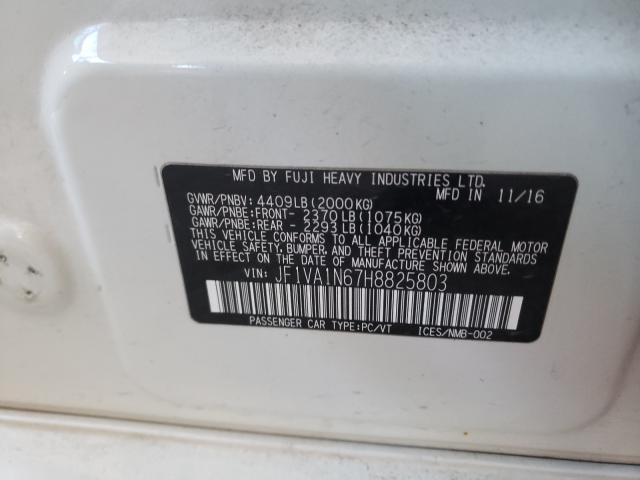 MFD BY FUJI HEAVY INDUSTRIES LTD.
MFD IN 11/16
GVWR/PNBV: 4409LB(2000KG)
GAWR/PNBE:FRONT- 2370LB(1075KG)
GAWR/PNBE:REAR - 2293LB(1040KG)
THIS VEHICLE CONFORMS TO ALL APPLICABLE FEDERAL MOTOR
VEHICLE SAFETY, BUMPER, AND THEFT PREVENTION STANDARDS
IN EFFECT ON THE DATE OF MANUFACTURE SHOWN ABOVE.
VIN: JF1VA1N67H8825803
PASSENGER CAR TYPE:PC/VT ICES/NMB-002